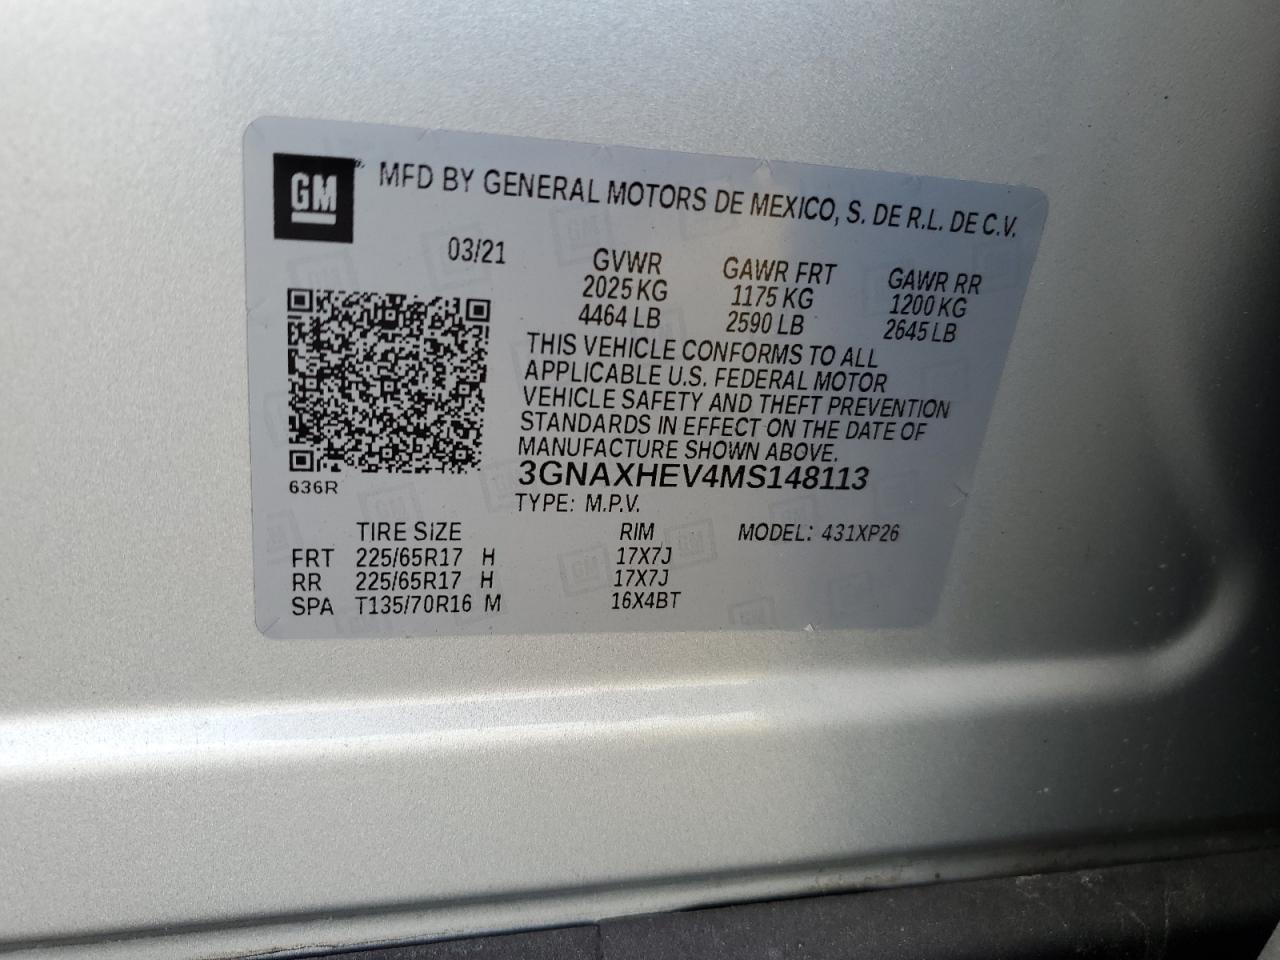 GM
MFD BY GENERAL MOTORS DE MEXICO, S. DE R.L. DE C.V.
03/21
GVWR GAWR FRT GAWR RR
2025 KG 1175 KG 1200 KG
4464 LB 2590 LB 2645 LB
THIS VEHICLE CONFORMS TO ALL
APPLICABLE U.S. FEDERAL MOTOR
VEHICLE SAFETY AND THEFT PREVENTION
STANDARDS IN EFFECT ON THE DATE OF
MANUFACTURE SHOWN ABOVE.
636R
3GNAXHEV4MS148113
TYPE: M.P.V.
TIRE SIZE RIM MODEL: 431XP26
FRT 225/65R17 H 17X7J
RR 225/65R17 H 17X7J
SPA T135/70R16 M 16X4BT